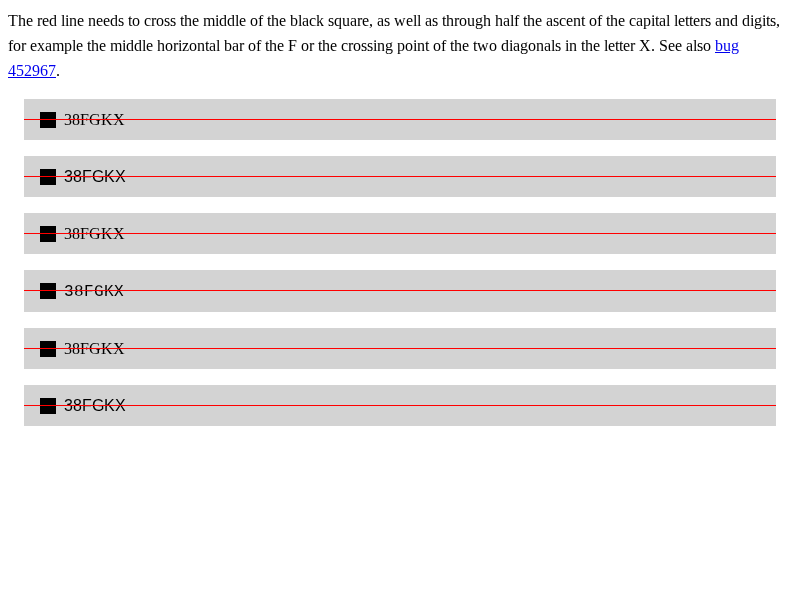 The red line needs to cross the middle of the black square, as well as through half the ascent of the capital letters and digits,
for example the middle horizontal bar of the F or the crossing point of the two diagonals in the letter X. See also bug
452967.
38FGKX
38FGKX
38FGKX
38FGKX
38FGKX
38FGKX